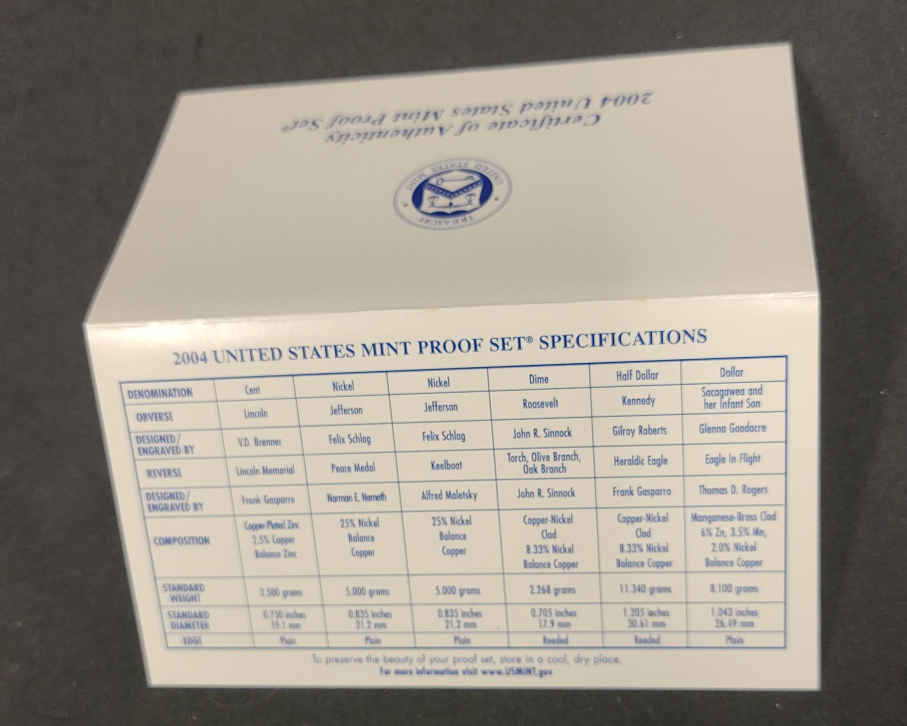 2004 United States Mint Proof Set®
Certificate of Authenticity
UNITED STATES MINT
TREASURY
2004 UNITED STATES MINT PROOF SET® SPECIFICATIONS
DENOMINATION Cent Nickel Nickel Dime Half Dollar Dollar
OBVERSE Lincoln Jefferson Jefferson Roosevelt Kennedy Sacagawea and
her Infant Son
DESIGNED/
ENGRAVED BY V.D. Brenner Felix Schlag Felix Schlag John R. Sinnock Gilroy Roberts Glenna Goodacre
REVERSE Lincoln Memorial Peace Medal Keelboat Torch, Olive Branch,
Oak Branch Heraldic Eagle Eagle In Flight
DESIGNED/
ENGRAVED BY Frank Gasparro Norman E. Nemeth Alfred Maletsky John R. Sinnock Frank Gasparro Thomas D. Rogers
COMPOSITION Copper-Plated Zinc
2.5% Copper
Balance Zinc
25% Nickel
Balance
Copper
25% Nickel
Balance
Copper
Copper-Nickel
Clad
8.33% Nickel
Balance Copper
Copper-Nickel
Clad
8.33% Nickel
Balance Copper
Manganese-Brass Clad
6% Zn, 3.5% Mn,
2.0% Nickel
Balance Copper
STANDARD
WEIGHT 2.500 grams 5.000 grams 5.000 grams 2.268 grams 11.340 grams 8.100 grams
STANDARD
DIAMETER 0.750 inches
19.1 mm
0.835 inches
21.2 mm
0.835 inches
21.2 mm
0.705 inches
17.9 mm
1.205 inches
30.61 mm
1.043 inches
26.49 mm
EDGE Plain Plain Plain Reeded Reeded Plain
To preserve the beauty of your proof set, store in a cool, dry place.
For more information visit www.USMINT.gov